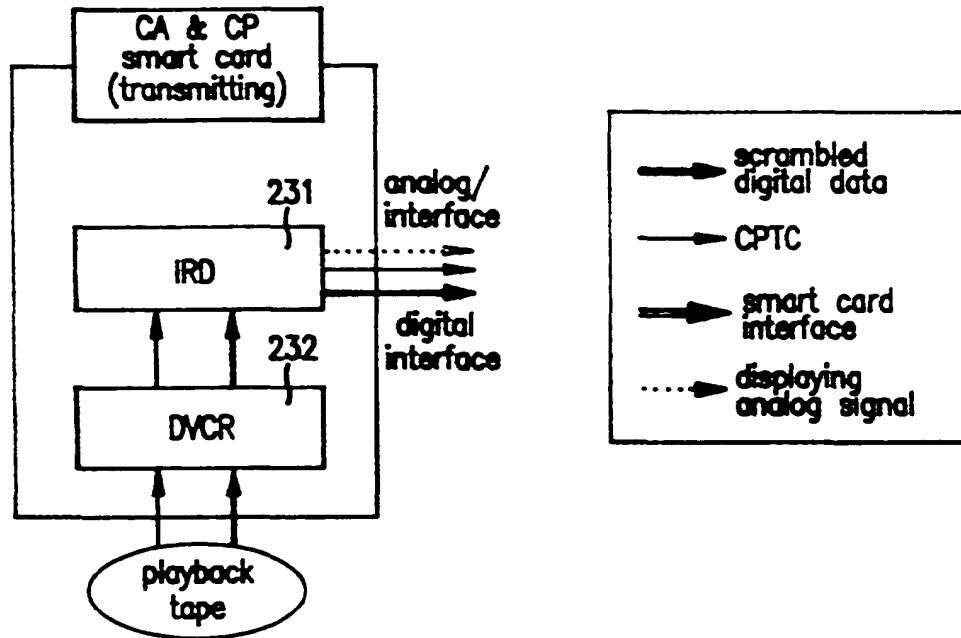 CA & CP
smart card
(transmitting)
231
analog/
interface
IRD
digital
interface
232
DVCR
playback
tape
scrambled
digital data
CPTC
smart card
interface
displaying
analog signal